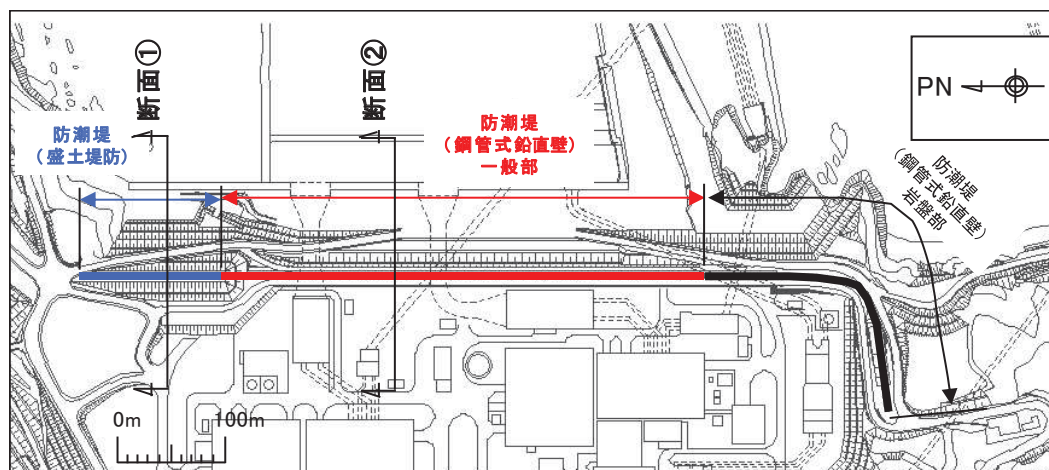 断面①
断面②
PN
防潮堤
（盛土堤防）
防潮堤
（鋼管式鉛直壁）
一般部
防潮堤
（鋼管式鉛直壁）
岩盤部
0m
100m